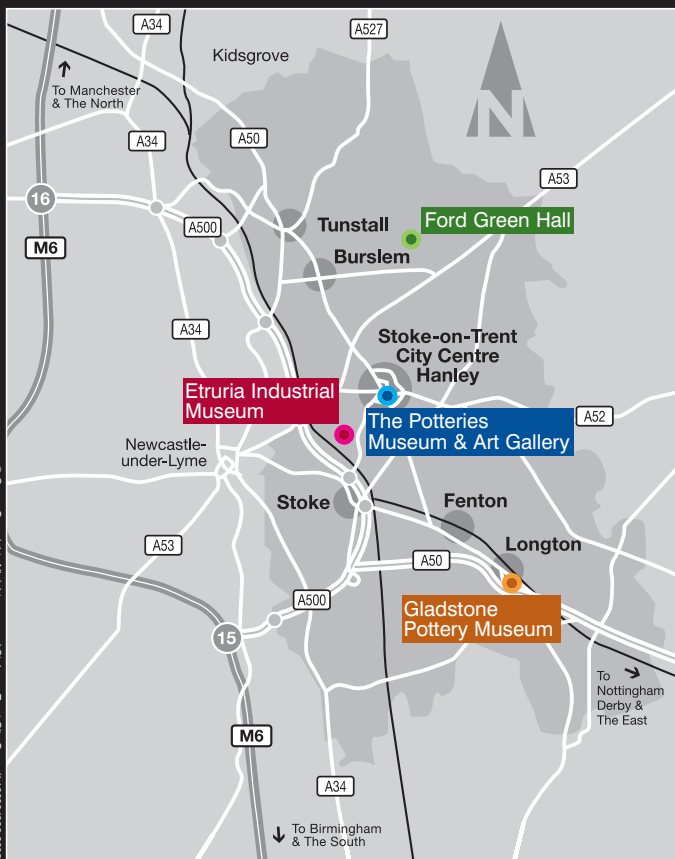 A34
A527
Kidsgrove
To Manchester
& The North
A34
A50
N
A53
16
A500
Tunstall
Ford Green Hall
M6
Burslem
A34
Stoke-on-Trent
City Centre
Hanley
Etruria Industrial
Museum
The Potteries
Museum & Art Gallery
A52
Newcastle-
under-Lyme
Stoke
Fenton
A53
A50
Longton
A500
Gladstone
Pottery Museum
15
To
Nottingham
Derby &
The East
M6
A34
To Birmingham
& The South